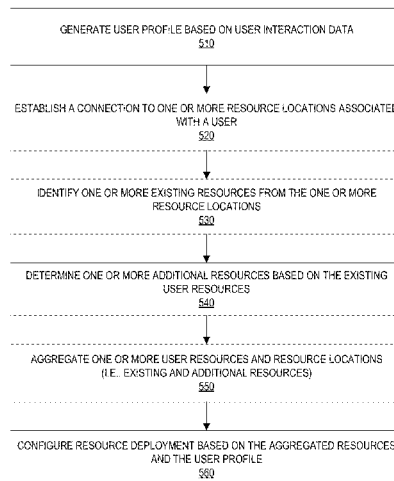 GENERATE USER PROFILE BASED ON USER INTERACTION DATA
510
ESTABLISH A CONNECTION TO ONE OR MORE RESOURCE LOCATIONS ASSOCIATED
WITH A USER
520
IDENTIFY ONE OR MORE EXISTING RESOURCES FROM THE ONE OR MORE
RESOURCE LOCATIONS
530
DETERMINE ONE OR MORE ADDITIONAL RESOURCES BASED ON THE EXISTING
USER RESOURCES
540
AGGREGATE ONE OR MORE USER RESOURCES AND RESOURCE LOCATIONS
(I.E., EXISTING AND ADDITIONAL RESOURCES)
550
CONFIGURE RESOURCE DEPLOYMENT BASED ON THE AGGREGATED RESOURCES
AND THE USER PROFILE
560